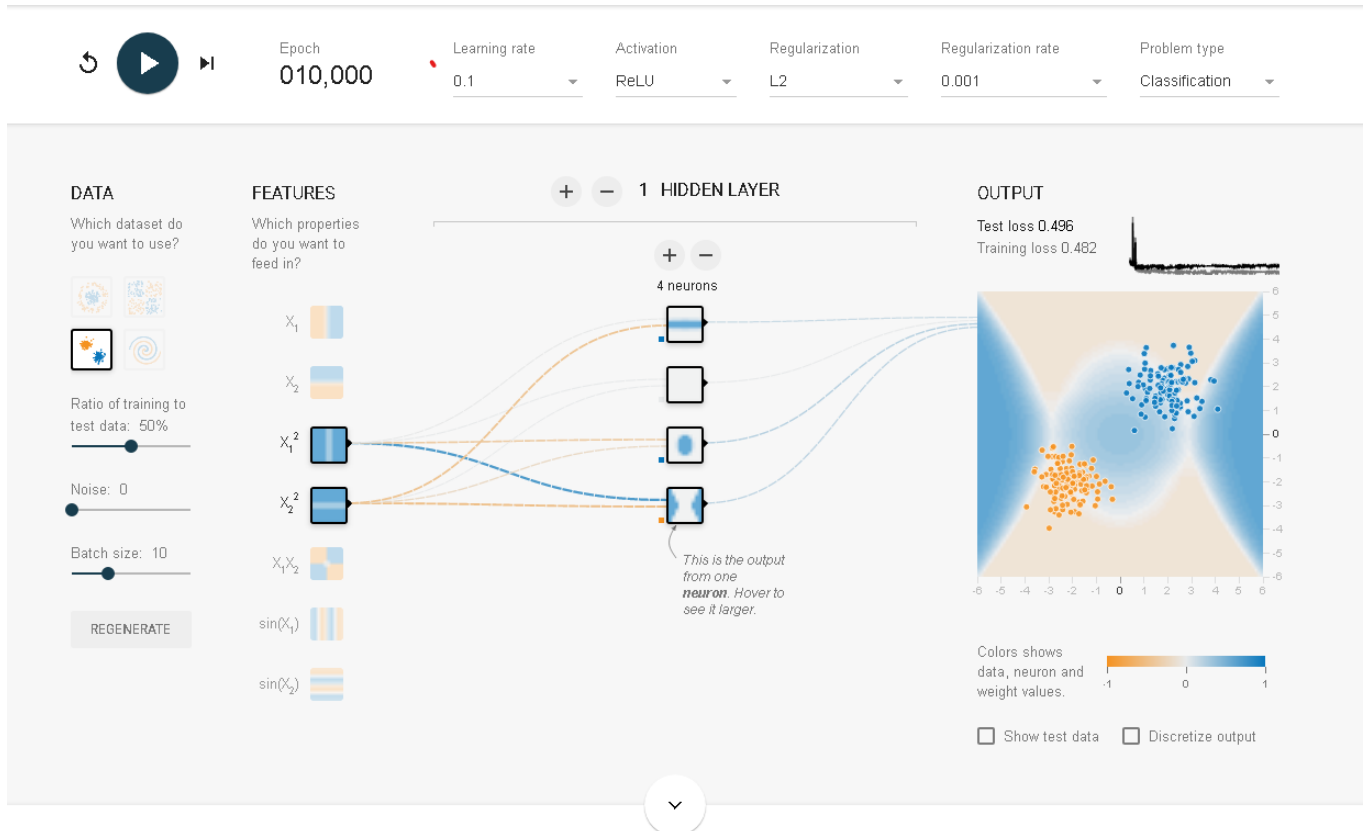 Epoch
010,000
Learning rate
0.1
Activation
ReLU
Regularization
L2
Regularization rate
0.001
Problem type
Classification
DATA
Which dataset do
you want to use?
Ratio of training to
test data: 50%
Noise: 0
Batch size: 10
REGENERATE
FEATURES
Which properties
do you want to
feed in?
X₁
X₂
X₁²
X₂²
X₁X₂
sin(X₁)
sin(X₂)
+ − 1 HIDDEN LAYER
+ −
4 neurons
This is the output
from one
neuron. Hover to
see it larger.
OUTPUT
Test loss 0.496
Training loss 0.482
6
5
4
3
2
1
0
-1
-2
-3
-4
-5
-6
-6 -5 -4 -3 -2 -1 0 1 2 3 4 5 6
Colors shows
data, neuron and
weight values.
-1 0 1
Show test data
Discretize output